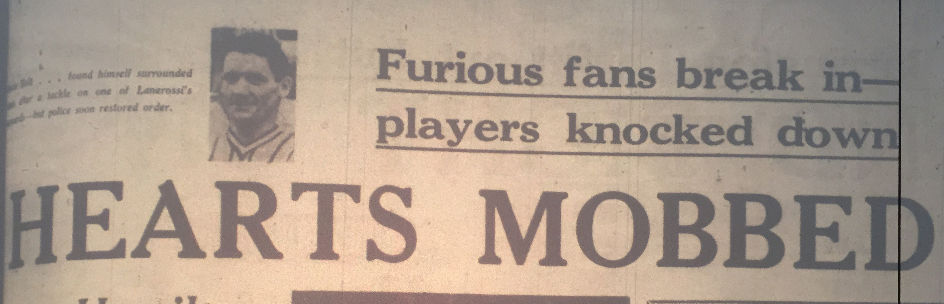 . . . found himself surrounded
after a tackle on one of Lanerossi's
—but police soon restored order.
Furious fans break in—
players knocked down
HEARTS MOBBED